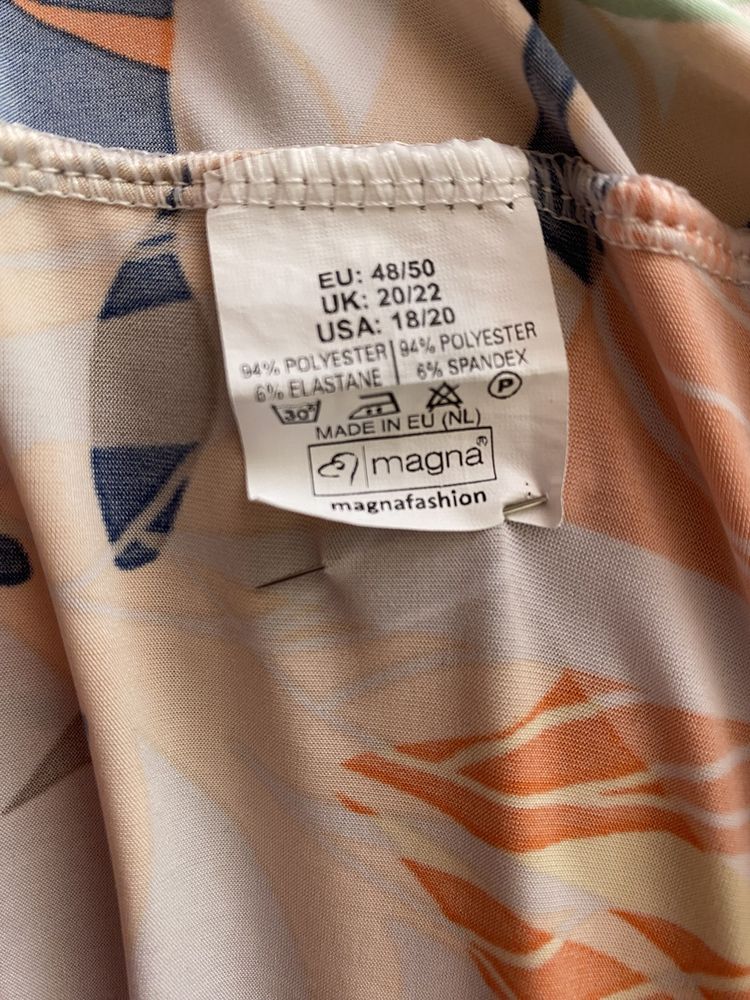 EU: 48/50
UK: 20/22
USA: 18/20
94% POLYESTER | 94% POLYESTER
6% ELASTANE | 6% SPANDEX
30° P
MADE IN EU (NL)
magna®
magnafashion